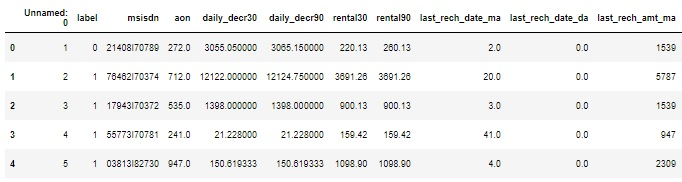 Unnamed: 0 label msisdn aon daily_decr30 daily_decr90 rental30 rental90 last_rech_date_ma last_rech_date_da last_rech_amt_ma
0 1 0 21408I70789 272.0 3055.050000 3065.150000 220.13 260.13 2.0 0.0 1539
1 2 1 76462I70374 712.0 12122.000000 12124.750000 3691.26 3691.26 20.0 0.0 5787
2 3 1 17943I70372 535.0 1398.000000 1398.000000 900.13 900.13 3.0 0.0 1539
3 4 1 55773I70781 241.0 21.228000 21.228000 159.42 159.42 41.0 0.0 947
4 5 1 03813I82730 947.0 150.619333 150.619333 1098.90 1098.90 4.0 0.0 2309